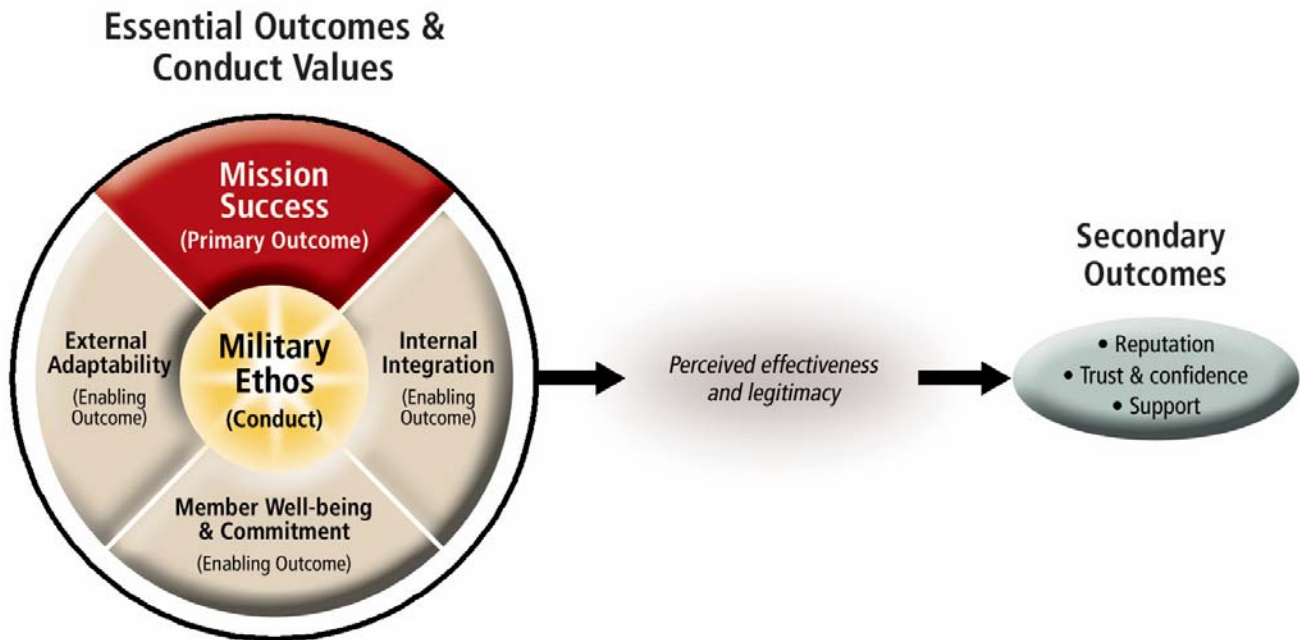 Essential Outcomes &
Conduct Values
Mission
Success
(Primary Outcome)
External
Adaptability
(Enabling
Outcome)
Military
Ethos
(Conduct)
Internal
Integration
(Enabling
Outcome)
Member Well-being
& Commitment
(Enabling Outcome)
Perceived effectiveness
and legitimacy
Secondary
Outcomes
• Reputation
• Trust & confidence
• Support